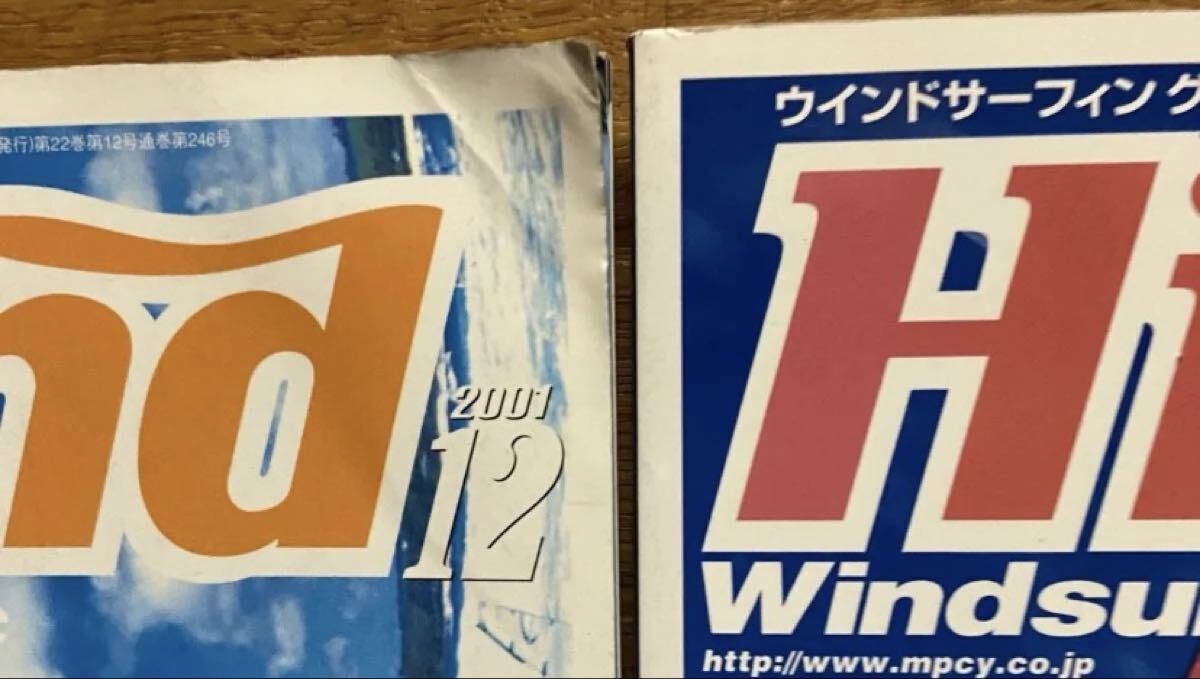 発行)第22巻第12号通巻第246号
nd
2001
12
ウインドサーフィン
Hi
Windsu
http://www.mpcy.co.jp